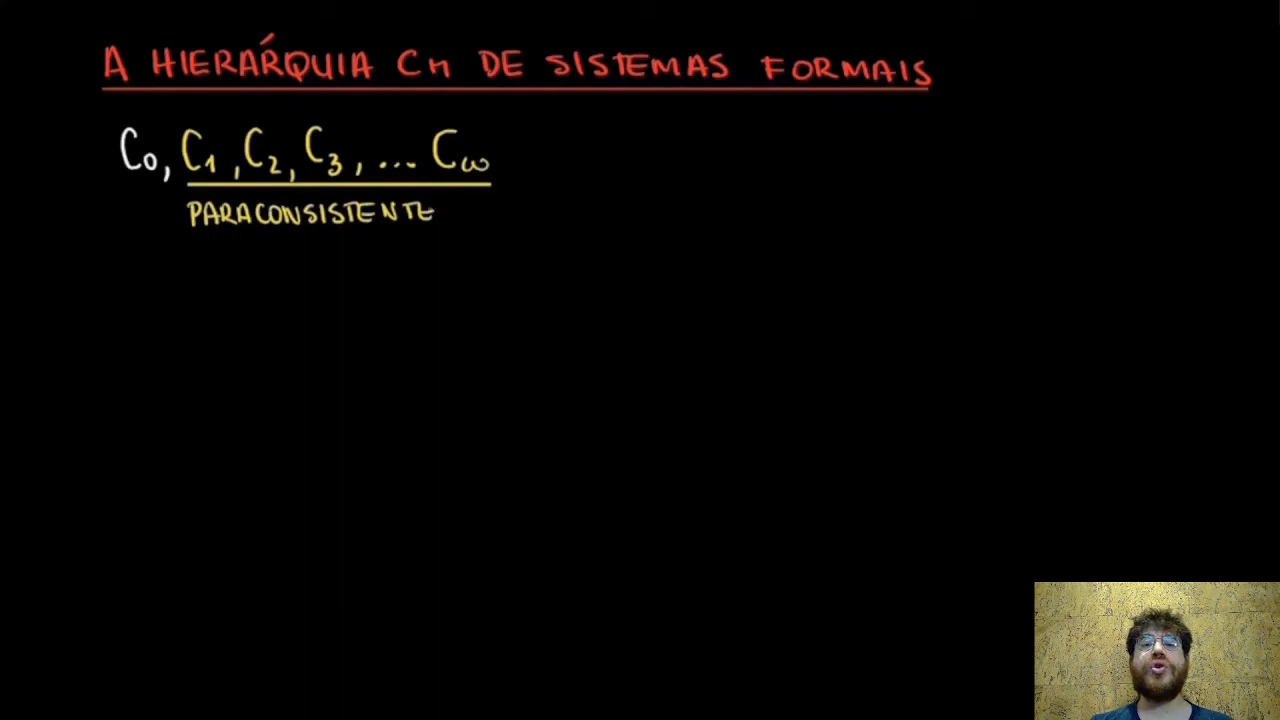 A HIERÁRQUIA Cn DE SISTEMAS FORMAIS
C0, C1, C2, C3, ... Cω
PARACONSISTENTE